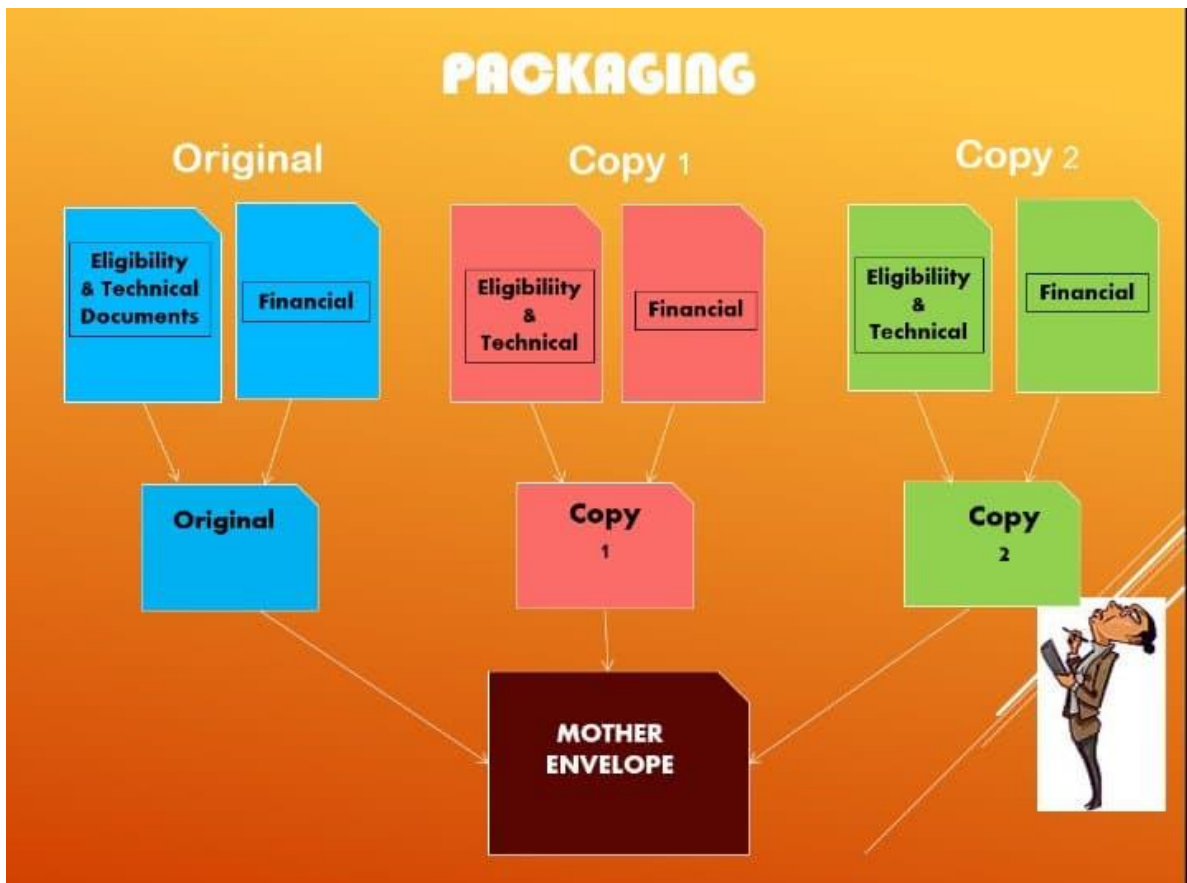 PACKAGING
Original
Copy 1
Copy 2
Eligibility
& Technical
Documents
Financial
Eligibiliity
&
Technical
Financial
Eligibiliity
&
Technical
Financial
Original
Copy
1
Copy
2
MOTHER
ENVELOPE